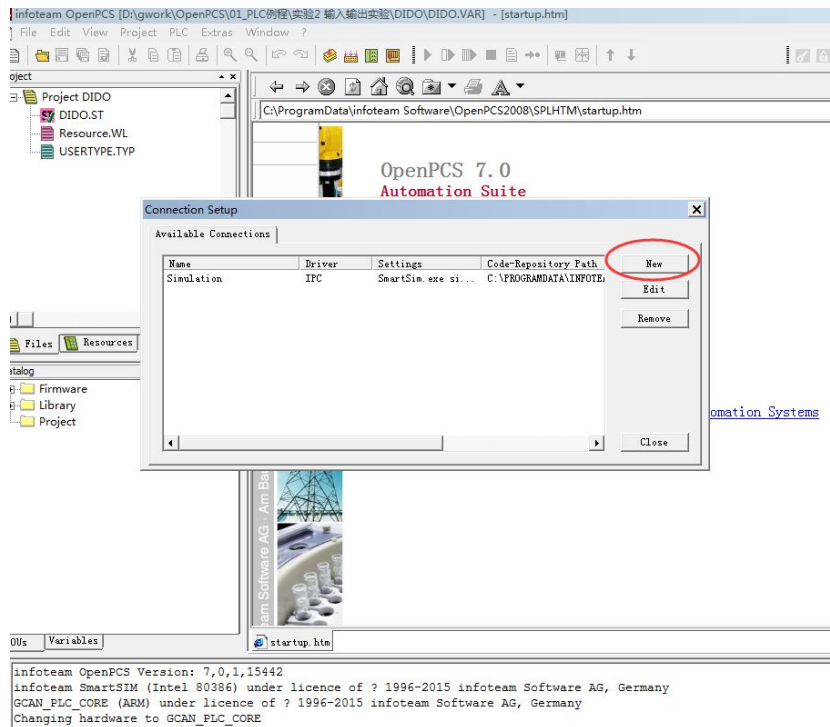 infoteam OpenPCS [D:\gwork\OpenPCS\01_PLC例程\实验2 输入输出实验\DIDO\DIDO.VAR] - [startup.htm]
File Edit View Project PLC Extras Window ?
oject
Project DIDO
DIDO.ST
Resource.WL
USERTYPE.TYP
C:\ProgramData\infoteam Software\OpenPCS2008\SPLHTM\startup.htm
OpenPCS 7.0
Automation Suite
Connection Setup
Available Connections
Name Driver Settings Code-Repository Path
Simulation IPC SmartSim.exe si... C:\PROGRAMDATA\INFOTE
New
Edit
Remove
Close
Files Resources
atalog
Firmware
Library
Project
omation Systems
am Software AG · Am Ba
OUs Variables
startup.htm
infoteam OpenPCS Version: 7,0,1,15442
infoteam SmartSIM (Intel 80386) under licence of ? 1996-2015 infoteam Software AG, Germany
GCAN_PLC_CORE (ARM) under licence of ? 1996-2015 infoteam Software AG, Germany
Changing hardware to GCAN_PLC_CORE